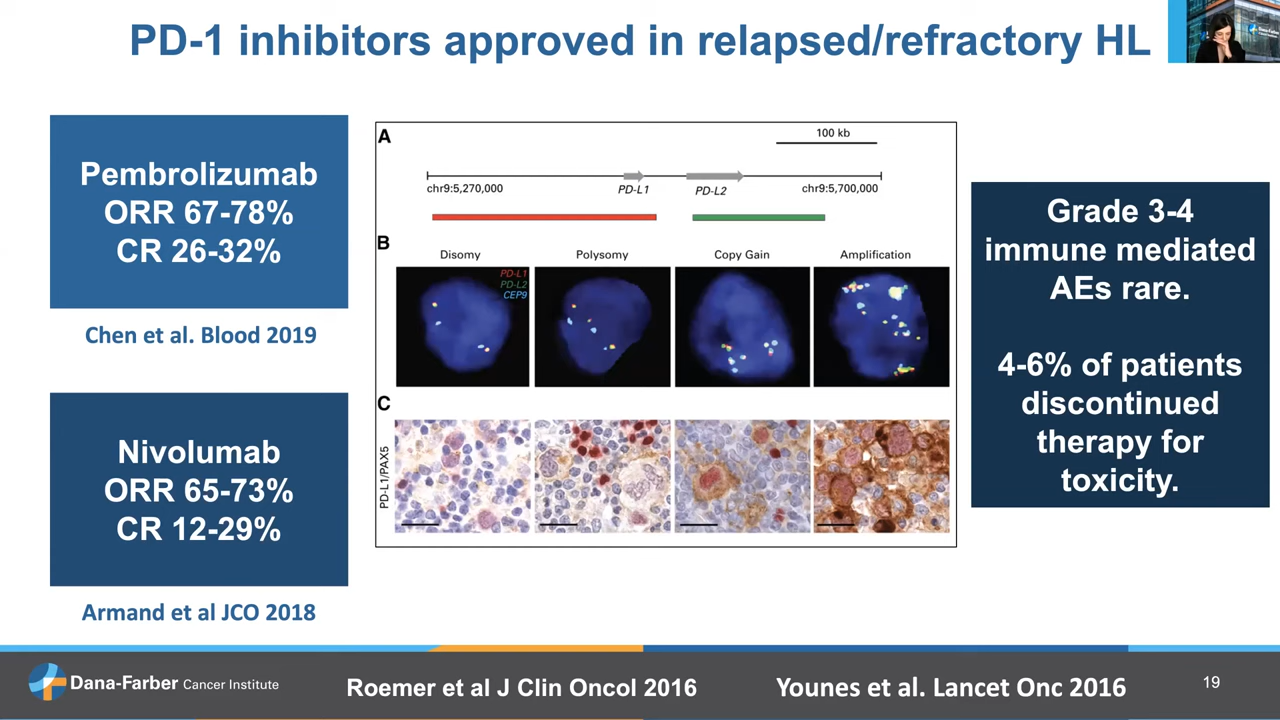 PD-1 inhibitors approved in relapsed/refractory HL
Pembrolizumab
ORR 67-78%
CR 26-32%
Chen et al. Blood 2019
Nivolumab
ORR 65-73%
CR 12-29%
Armand et al JCO 2018
A
100 kb
chr9:5,270,000
PD-L1
PD-L2
chr9:5,700,000
B
Disomy
Polysomy
Copy Gain
Amplification
PD-L1
PD-L2
CEP9
C
PD-L1/PAX5
Grade 3-4
immune mediated
AEs rare.
4-6% of patients
discontinued
therapy for
toxicity.
Dana-Farber Cancer Institute
Roemer et al J Clin Oncol 2016
Younes et al. Lancet Onc 2016
19